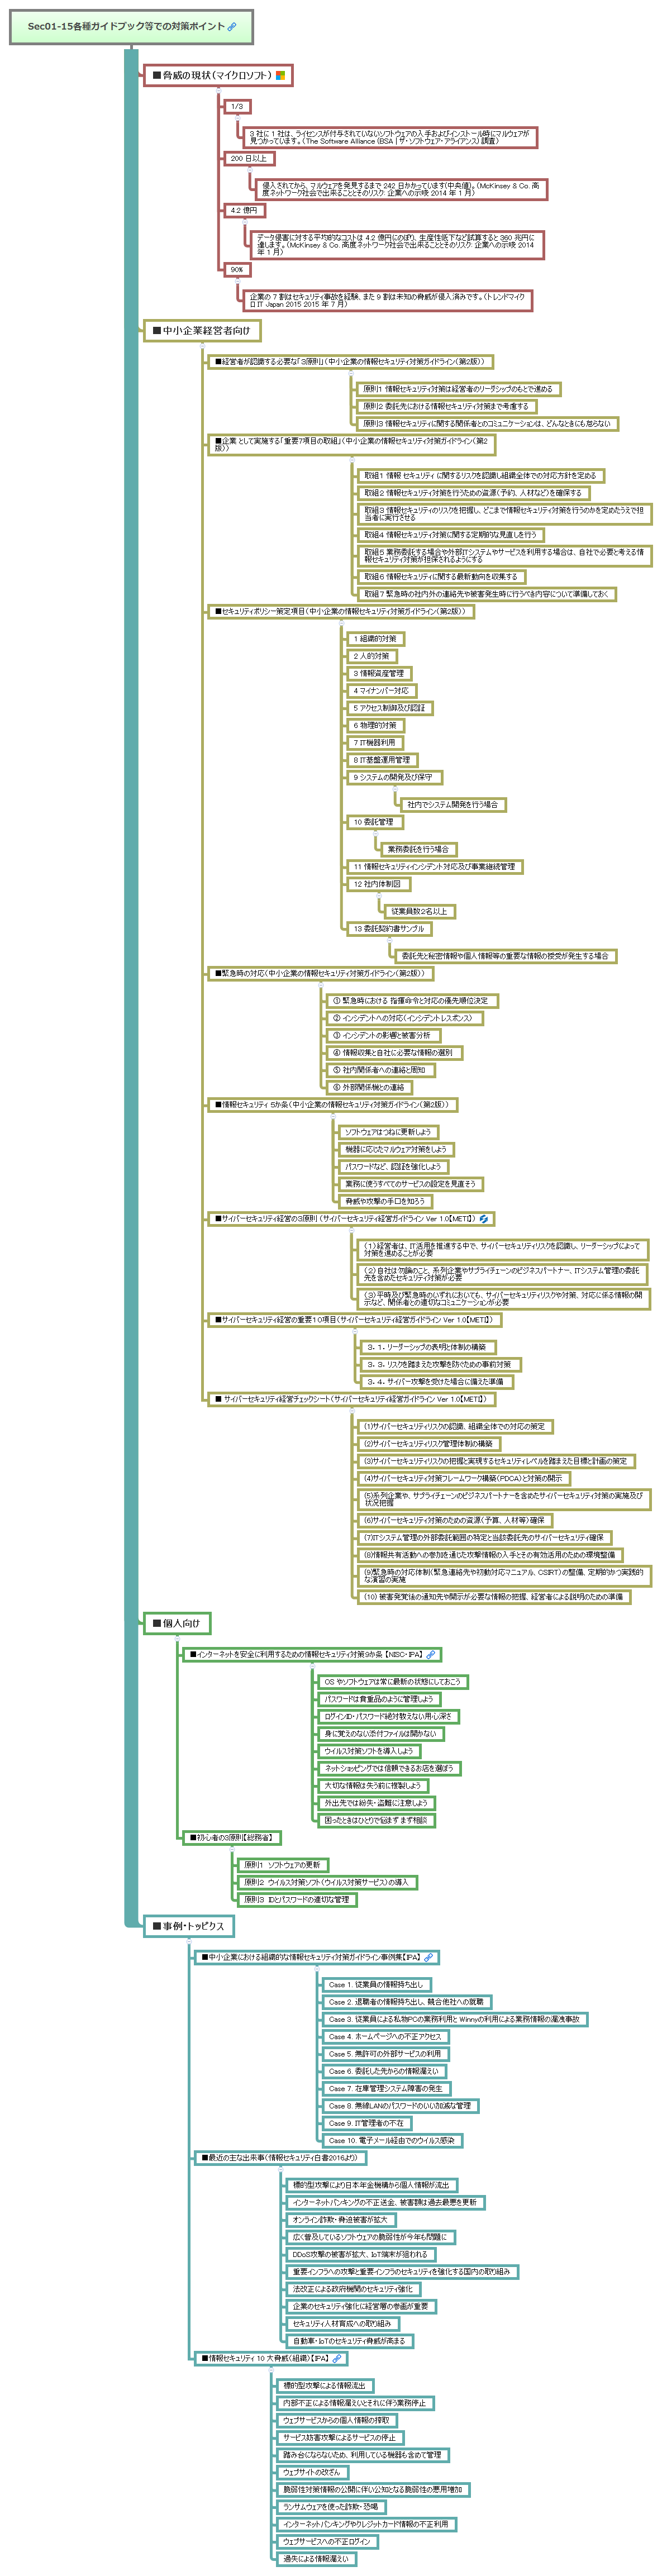 Sec01-15各種ガイドブック等での対策ポイント
■脅威の現状（マイクロソフト）
1/3
3 社に 1 社は、ライセンスが付与されていないソフトウェアの入手およびインストール時にマルウェアが
見つかっています。（The Software Alliance (BSA | ザ・ソフトウェア・アライアンス) 調査）
200 日以上
侵入されてから、マルウェアを発見するまで 242 日かかっています(中央値)。（McKinsey & Co. 高
度ネットワーク社会で出来ることとそのリスク: 企業への示唆 2014 年 1 月）
4.2 億円
データ侵害に対する平均的なコストは 4.2 億円にのぼり、生産性低下など試算すると 360 兆円に
達します。（McKinsey & Co. 高度ネットワーク社会で出来ることとそのリスク: 企業への示唆 2014
年 1 月）
90%
企業の 7 割はセキュリティ事故を経験、また 9 割は未知の脅威が侵入済みです。（トレンドマイク
ロ IT Japan 2015 2015 年 7 月）
■中小企業経営者向け
■経営者が認識する必要な「３原則」（中小企業の情報セキュリティ対策ガイドライン（第2版））
原則１ 情報セキュリティ対策は経営者のリーダーシップのもとで進める
原則２ 委託先における情報セキュリティ対策まで考慮する
原則３ 情報セキュリティに関する関係者とのコミュニケーションは、どんなときにも怠らない
■企業 として実施する「重要７項目の取組」（中小企業の情報セキュリティ対策ガイドライン（第2
版））
取組１ 情報 セキュリティ に関するリスクを認識し組織全体での対応方針を定める
取組２ 情報セキュリティ対策を行うための資源（予約、人材など）を確保する
取組３ 情報セキュリティのリスクを把握し、どこまで情報セキュリティ対策を行うのかを定めたうえで担
当者に実行させる
取組４ 情報セキュリティ対策に関する定期的な見直しを行う
取組５ 業務委託する場合や外部ITシステムやサービスを利用する場合は、自社で必要と考える情
報セキュリティ対策が担保されるようにする
取組６ 情報セキュリティに関する最新動向を収集する
取組７ 緊急時の社内外の連絡先や被害発生時に行うべき内容について準備しておく
■セキュリティポリシー策定項目（中小企業の情報セキュリティ対策ガイドライン（第2版））
1 組織的対策
2 人的対策
3 情報資産管理
4 マイナンバー対応
5 アクセス制御及び認証
6 物理的対策
7 IT機器利用
8 IT基盤運用管理
9 システムの開発及び保守
社内でシステム開発を行う場合
10 委託管理
業務委託を行う場合
11 情報セキュリティインシデント対応及び事業継続管理
12 社内体制図
従業員数２名以上
13 委託契約書サンプル
委託先と秘密情報や個人情報等の重要な情報の授受が発生する場合
■緊急時の対応（中小企業の情報セキュリティ対策ガイドライン（第2版））
① 緊急時における 指揮命令と対応の優先順位決定
② インシデントへの対応（インシデントレスポンス）
③ インシデントの影響と被害分析
④ 情報収集と自社に必要な情報の選別
⑤ 社内関係者への連絡と周知
⑥ 外部関係機との連絡
■情報セキュリティ 5か条（中小企業の情報セキュリティ対策ガイドライン（第2版））
ソフトウェアはつねに更新しよう
機器に応じたマルウェア対策をしよう
パスワードなど、認証を強化しよう
業務に使うすべてのサービスの設定を見直そう
脅威や攻撃の手口を知ろう
■サイバーセキュリティ経営の３原則 （サイバーセキュリティ経営ガイドライン Ver 1.0【METI】）
（１）経営者は、IT活用を推進する中で、サイバーセキュリティリスクを認識し、リーダーシップによって
対策を進めることが必要
（２）自社は勿論のこと、系列企業やサプライチェーンのビジネスパートナー、ITシステム管理の委託
先を含めたセキュリティ対策が必要
（３）平時及び緊急時のいずれにおいても、サイバーセキュリティリスクや対策、対応に係る情報の開
示など、関係者との適切なコミュニケーションが必要
■サイバーセキュリティ経営の重要１０項目（サイバーセキュリティ経営ガイドライン Ver 1.0【METI】）
３．１．リーダーシップの表明と体制の構築
３．３．リスクを踏まえた攻撃を防ぐための事前対策
３．４．サイバー攻撃を受けた場合に備えた準備
■ サイバーセキュリティ経営チェックシート（サイバーセキュリティ経営ガイドライン Ver 1.0【METI】）
(1)サイバーセキュリティリスクの認識、組織全体での対応の策定
(2)サイバーセキュリティリスク管理体制の構築
(3)サイバーセキュリティリスクの把握と実現するセキュリティレベルを踏まえた目標と計画の策定
(4)サイバーセキュリティ対策フレームワーク構築（PDCA）と対策の開示
(5)系列企業や、サプライチェーンのビジネスパートナーを含めたサイバーセキュリティ対策の実施及び
状況把握
(6)サイバーセキュリティ対策のための資源（予算、人材等）確保
(7)ITシステム管理の外部委託範囲の特定と当該委託先のサイバーセキュリティ確保
(8)情報共有活動への参加を通じた攻撃情報の入手とその有効活用のための環境整備
(9)緊急時の対応体制（緊急連絡先や初動対応マニュアル、CSIRT）の整備、定期的かつ実践的
な演習の実施
(10) 被害発覚後の通知先や開示が必要な情報の把握、経営者による説明のための準備
■個人向け
■インターネットを安全に利用するための情報セキュリティ対策9か条 【NISC・IPA】
OS やソフトウェアは常に最新の状態にしておこう
パスワードは貴重品のように管理しよう
ログインID・パスワード絶対教えない用心深さ
身に覚えのない添付ファイルは開かない
ウイルス対策ソフトを導入しよう
ネットショッピングでは信頼できるお店を選ぼう
大切な情報は失う前に複製しよう
外出先では紛失・盗難に注意しよう
困ったときはひとりで悩まず まず相談
■初心者の3原則【総務省】
原則１ ソフトウェアの更新
原則２ ウイルス対策ソフト（ウイルス対策サービス）の導入
原則３ IDとパスワードの適切な管理
■事例・トッピクス
■中小企業における組織的な情報セキュリティ対策ガイドライン事例集【IPA】
Case 1. 従業員の情報持ち出し
Case 2. 退職者の情報持ち出し、競合他社への就職
Case 3. 従業員による私物PCの業務利用と Winnyの利用による業務情報の漏洩事故
Case 4. ホームページへの不正アクセス
Case 5. 無許可の外部サービスの利用
Case 6. 委託した先からの情報漏えい
Case 7. 在庫管理システム障害の発生
Case 8. 無線LANのパスワードのいい加減な管理
Case 9. IT管理者の不在
Case 10. 電子メール経由でのウイルス感染
■最近の主な出来事（情報セキュリティ白書2016より）
標的型攻撃により日本年金機構から個人情報が流出
インターネットバンキングの不正送金、被害額は過去最悪を更新
オンライン詐欺・脅迫被害が拡大
広く普及しているソフトウェアの脆弱性が今年も問題に
DDoS攻撃の被害が拡大、IoT端末が狙われる
重要インフラへの攻撃と重要インフラのセキュリティを強化する国内の取り組み
法改正による政府機関のセキュリティ強化
企業のセキュリティ強化に経営層の参画が重要
セキュリティ人材育成への取り組み
自動車・IoTのセキュリティ脅威が高まる
■情報セキュリティ 10 大脅威（組織）【IPA】
標的型攻撃による情報流出
内部不正による情報漏えいとそれに伴う業務停止
ウェブサービスからの個人情報の搾取
サービス妨害攻撃によるサービスの停止
踏み台にならないため、利用している機器も含めて管理
ウェブサイトの改ざん
脆弱性対策情報の公開に伴い公知となる脆弱性の悪用増加
ランサムウェアを使った詐欺・恐喝
インターネットバンキングやクレジットカード情報の不正利用
ウェブサービスへの不正ログイン
過失による情報漏えい